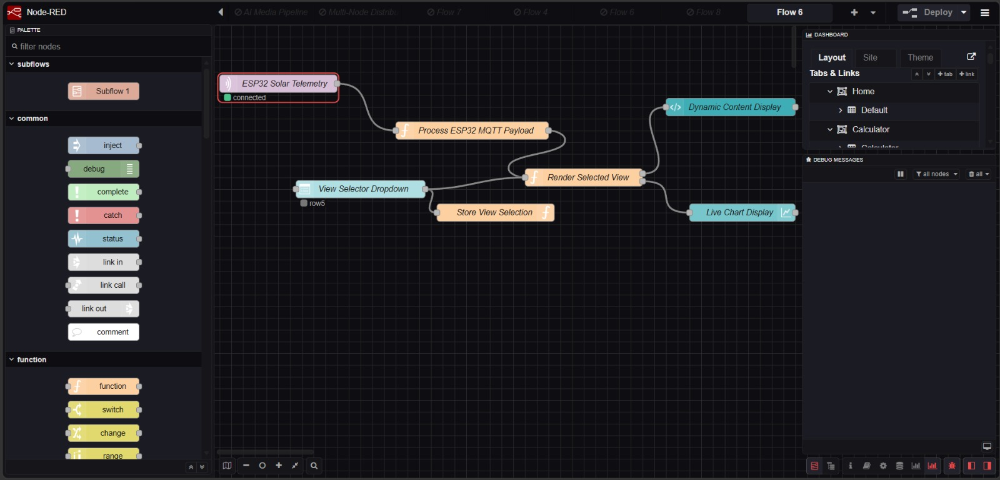 Node-RED
AI Media Pipeline
Multi-Node Distribu
Flow 7
Flow 4
Flow 6
Flow 8
Flow 6
Deploy
PALETTE
filter nodes
subflows
Subflow 1
common
inject
debug
complete
catch
status
link in
link call
link out
comment
function
function
switch
change
range
ESP32 Solar Telemetry
connected
Process ESP32 MQTT Payload
View Selector Dropdown
row5
Store View Selection
Render Selected View
Dynamic Content Display
Live Chart Display
DASHBOARD
Layout Site Theme
Tabs & Links
+ tab + link
Home
Default
Calculator
Calculator
DEBUG MESSAGES
all nodes
all